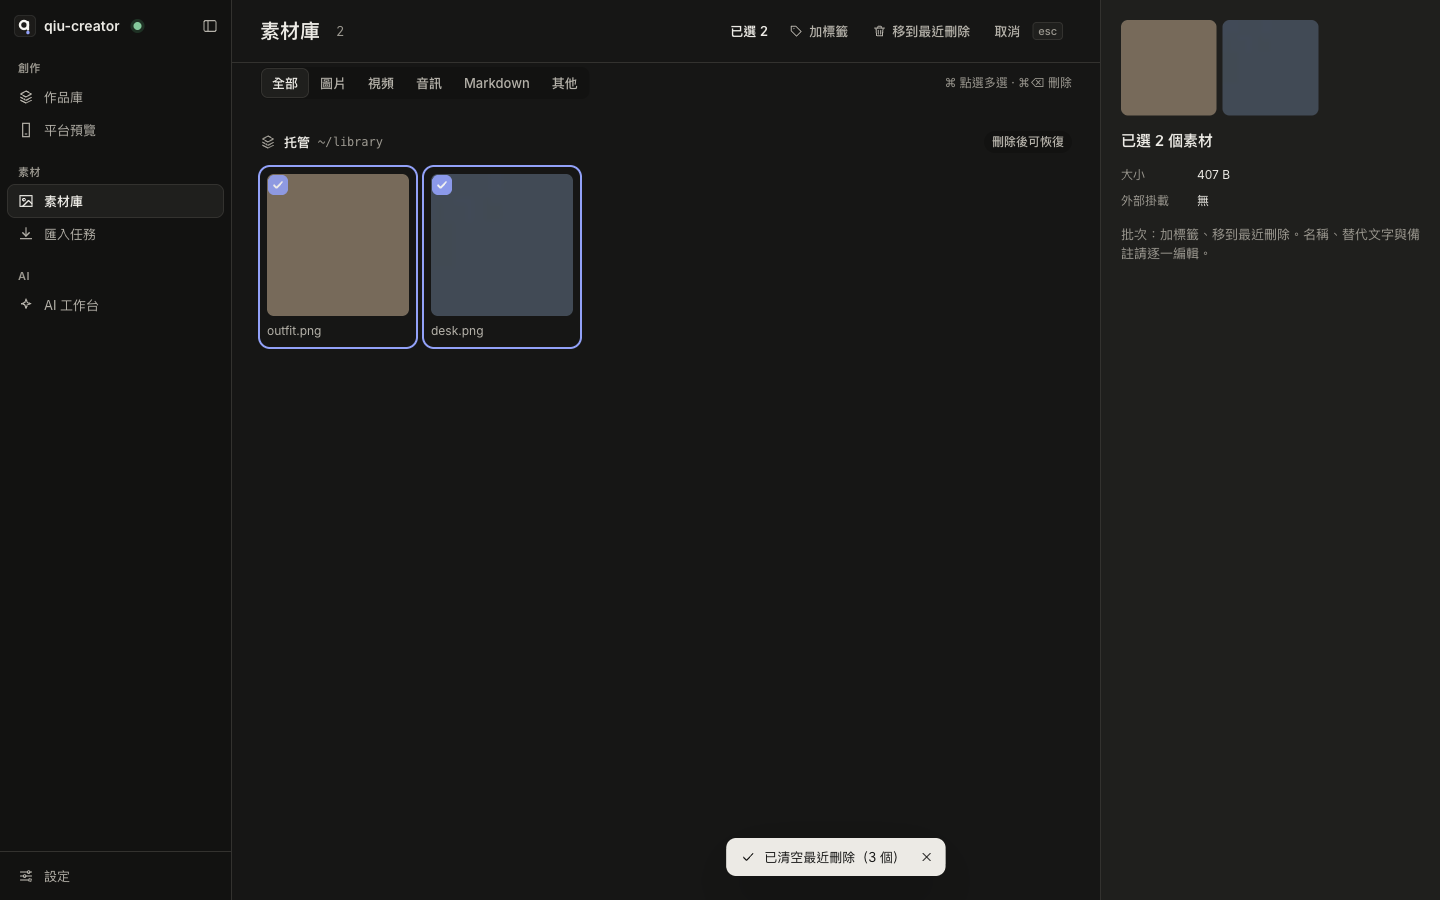 qiu-creator
創作
作品庫
平台預覽
素材
素材庫
匯入任務
AI
AI 工作台
設定
素材庫 2
已選 2 加標籤 移到最近刪除 取消 esc
全部 圖片 視頻 音訊 Markdown 其他
⌘ 點選多選 · ⌘⌫ 刪除
托管 ~/library
刪除後可恢復
outfit.png
desk.png
已清空最近刪除（3 個）
已選 2 個素材
大小 407 B
外部掛載 無
批次：加標籤、移到最近刪除。名稱、替代文字與備
註請逐一編輯。